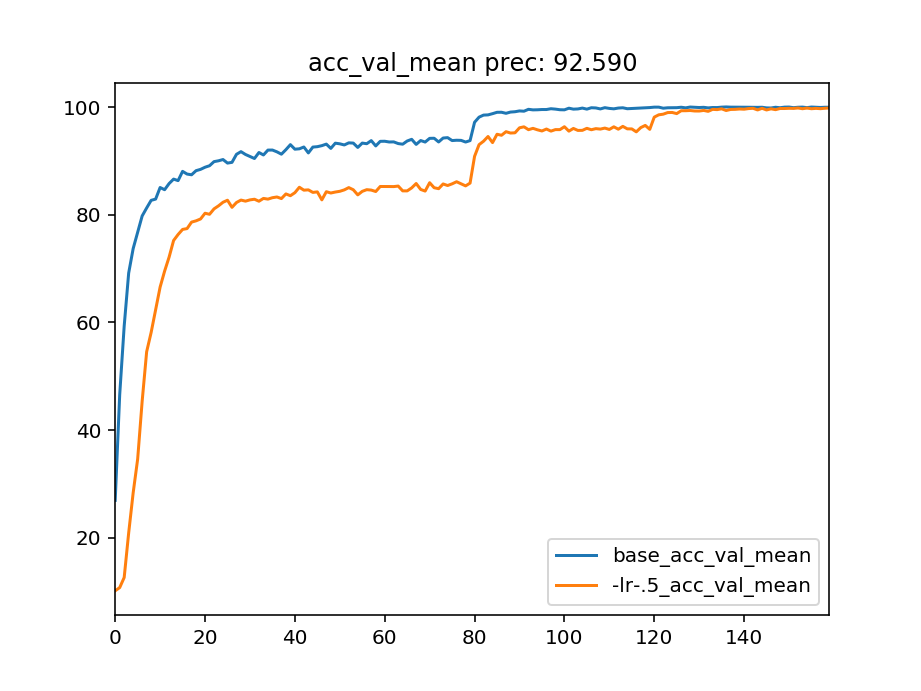 acc_val_mean prec: 92.590
100
80
60
40
20
base_acc_val_mean
-lr-.5_acc_val_mean
0 20 40 60 80 100 120 140